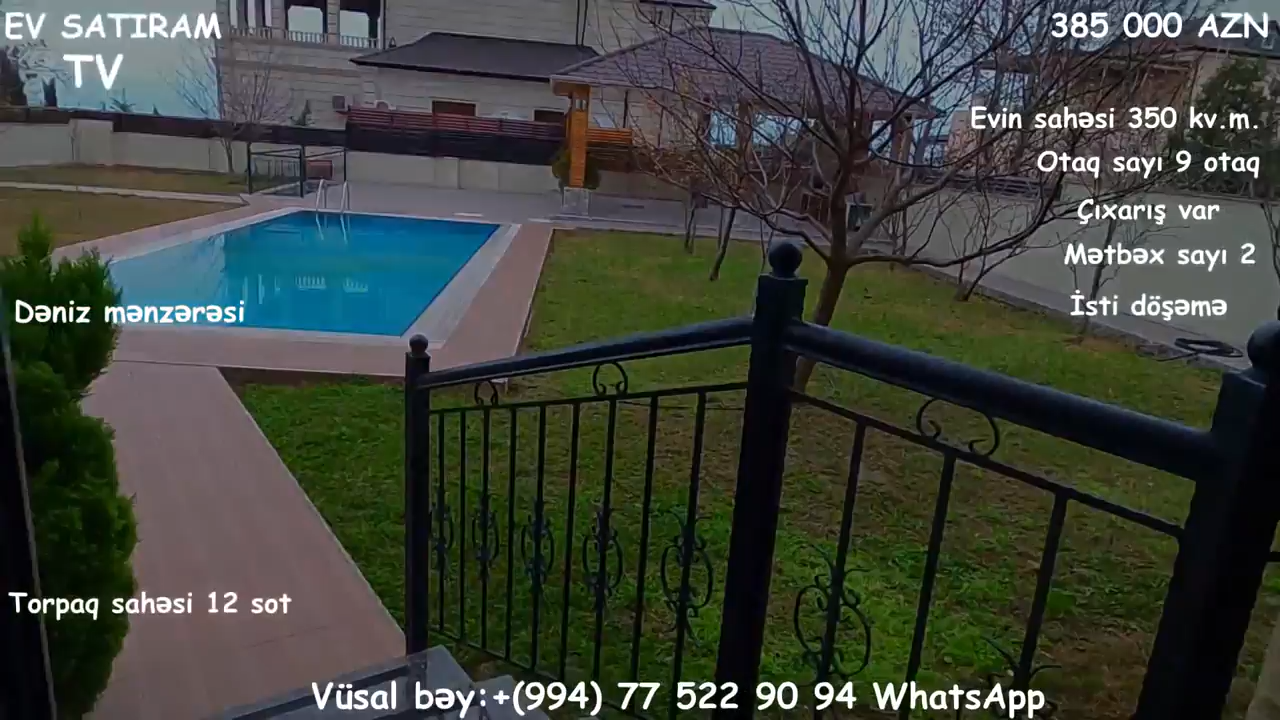 EV SATIRAM
TV
385 000 AZN
Evin sahəsi 350 kv.m.
Otaq sayı 9 otaq
Çıxarış var
Mətbəx sayı 2
İsti döşəmə
Dəniz mənzərəsi
Torpaq sahəsi 12 sot
Vüsal bəy:+(994) 77 522 90 94 WhatsApp